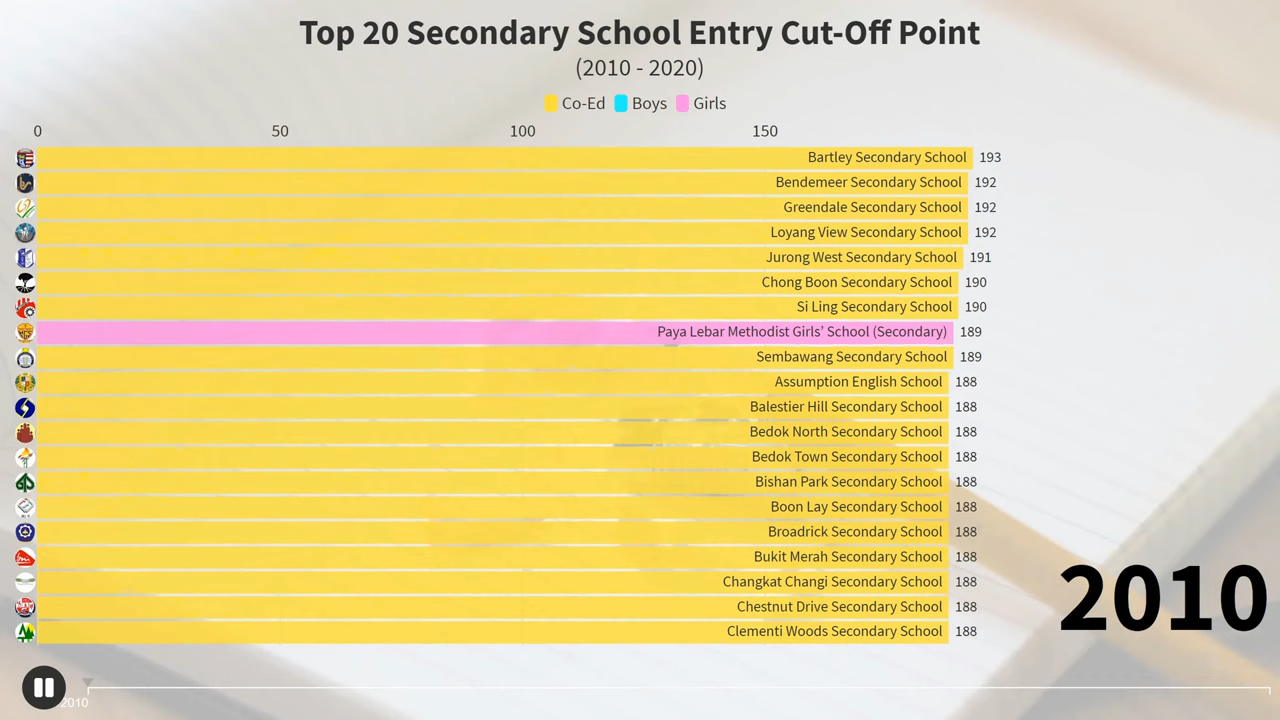 Top 20 Secondary School Entry Cut-Off Point
(2010 - 2020)
Co-Ed Boys Girls
0 50 100 150
Bartley Secondary School 193
Bendemeer Secondary School 192
Greendale Secondary School 192
Loyang View Secondary School 192
Jurong West Secondary School 191
Chong Boon Secondary School 190
Si Ling Secondary School 190
Paya Lebar Methodist Girls' School (Secondary) 189
Sembawang Secondary School 189
Assumption English School 188
Balestier Hill Secondary School 188
Bedok North Secondary School 188
Bedok Town Secondary School 188
Bishan Park Secondary School 188
Boon Lay Secondary School 188
Broadrick Secondary School 188
Bukit Merah Secondary School 188
Changkat Changi Secondary School 188
Chestnut Drive Secondary School 188
Clementi Woods Secondary School 188
2010
2010